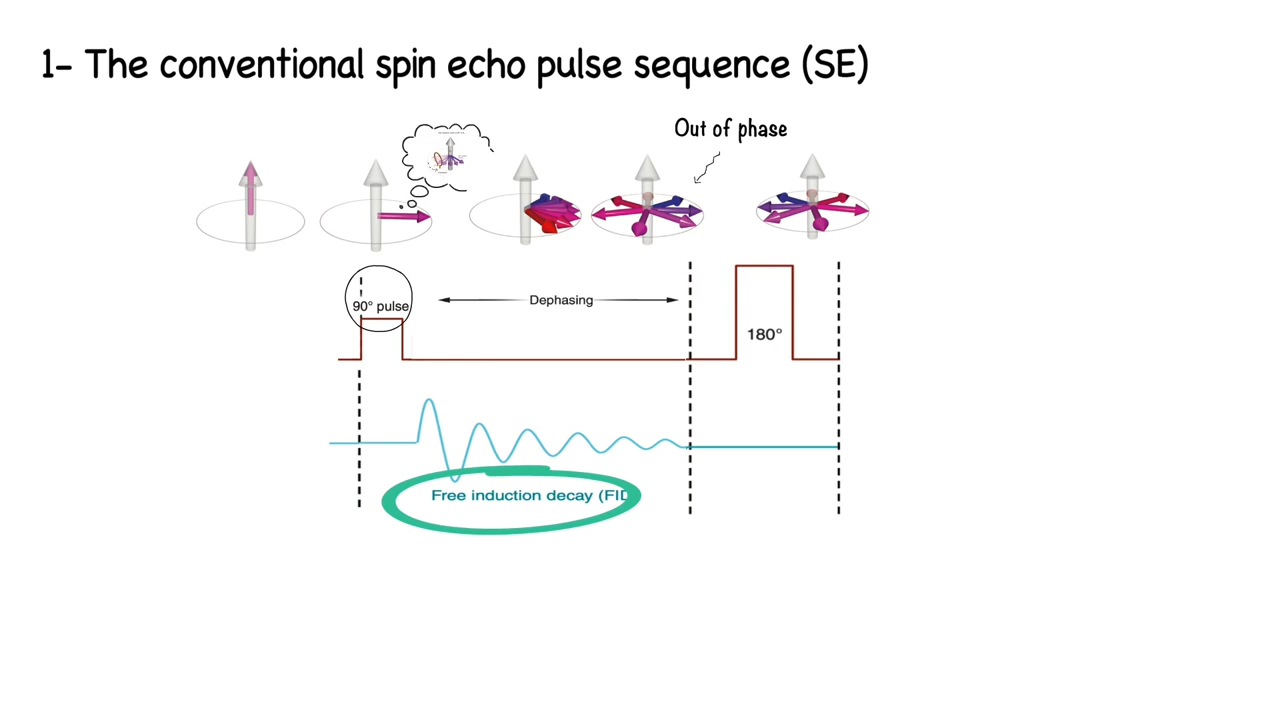 1- The conventional spin echo pulse sequence (SE)
Out of phase
90° pulse
Dephasing
180°
Free induction decay (FID